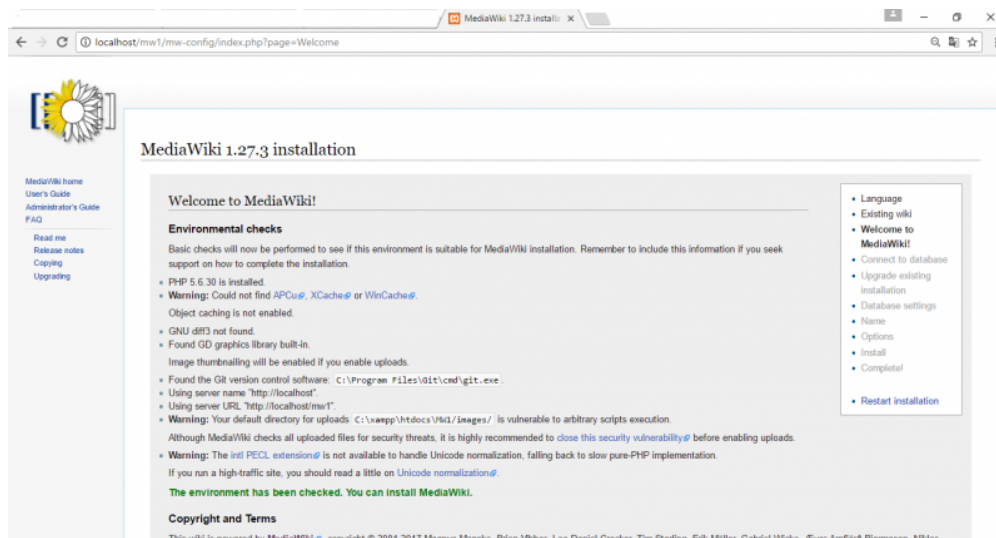 MediaWiki 1.27.3 install
localhost/mw1/mw-config/index.php?page=Welcome
MediaWiki home
User's Guide
Administrator's Guide
FAQ
Read me
Release notes
Copying
Upgrading
MediaWiki 1.27.3 installation
Welcome to MediaWiki!
Environmental checks
Basic checks will now be performed to see if this environment is suitable for MediaWiki installation. Remember to include this information if you seek
support on how to complete the installation.
PHP 5.6.30 is installed.
Warning: Could not find APCu, XCache or WinCache.
Object caching is not enabled.
GNU diff3 not found.
Found GD graphics library built-in.
Image thumbnailing will be enabled if you enable uploads.
Found the Git version control software: C:\Program Files\Git\cmd\git.exe.
Using server name "http://localhost".
Using server URL "http://localhost/mw1".
Warning: Your default directory for uploads C:\xampp\htdocs\MW1/images/ is vulnerable to arbitrary scripts execution.
Although MediaWiki checks all uploaded files for security threats, it is highly recommended to close this security vulnerability before enabling uploads.
Warning: The intl PECL extension is not available to handle Unicode normalization, falling back to slow pure-PHP implementation.
If you run a high-traffic site, you should read a little on Unicode normalization.
The environment has been checked. You can install MediaWiki.
Copyright and Terms
Language
Existing wiki
Welcome to
MediaWiki!
Connect to database
Upgrade existing
installation
Database settings
Name
Options
Install
Complete!
Restart installation